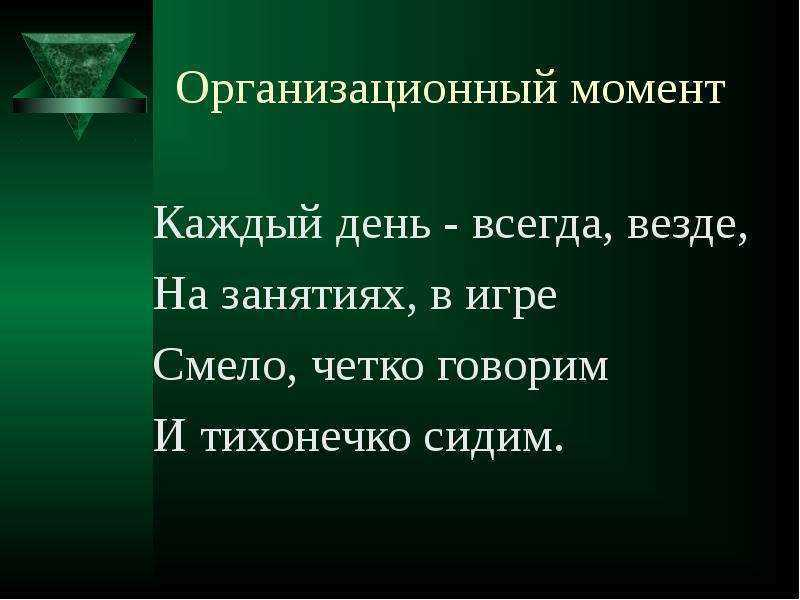 Организационный момент
Каждый день - всегда, везде,
На занятиях, в игре
Смело, четко говорим
И тихонечко сидим.